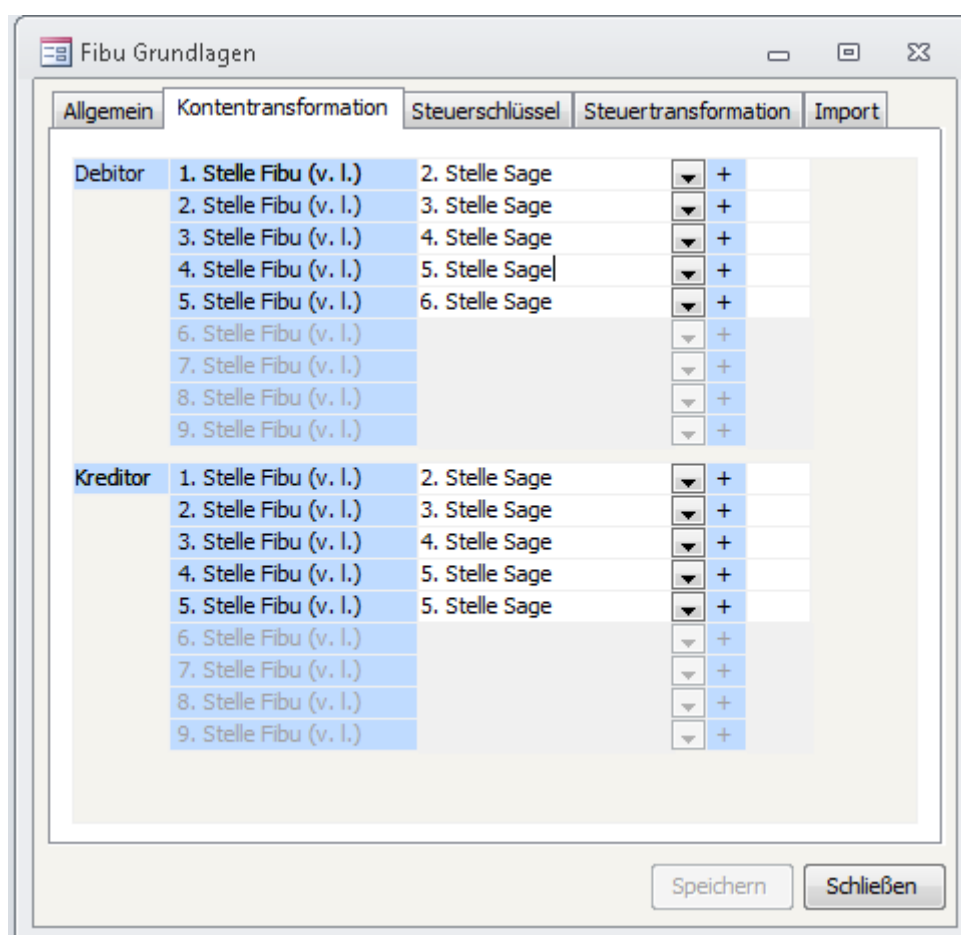 Fibu Grundlagen
Allgemein Kontentransformation Steuerschlüssel Steuertransformation Import
Debitor 1. Stelle Fibu (v. l.) 2. Stelle Sage +
2. Stelle Fibu (v. l.) 3. Stelle Sage +
3. Stelle Fibu (v. l.) 4. Stelle Sage +
4. Stelle Fibu (v. l.) 5. Stelle Sage +
5. Stelle Fibu (v. l.) 6. Stelle Sage +
6. Stelle Fibu (v. l.) +
7. Stelle Fibu (v. l.) +
8. Stelle Fibu (v. l.) +
9. Stelle Fibu (v. l.) +
Kreditor 1. Stelle Fibu (v. l.) 2. Stelle Sage +
2. Stelle Fibu (v. l.) 3. Stelle Sage +
3. Stelle Fibu (v. l.) 4. Stelle Sage +
4. Stelle Fibu (v. l.) 5. Stelle Sage +
5. Stelle Fibu (v. l.) 5. Stelle Sage +
6. Stelle Fibu (v. l.) +
7. Stelle Fibu (v. l.) +
8. Stelle Fibu (v. l.) +
9. Stelle Fibu (v. l.) +
Speichern Schließen